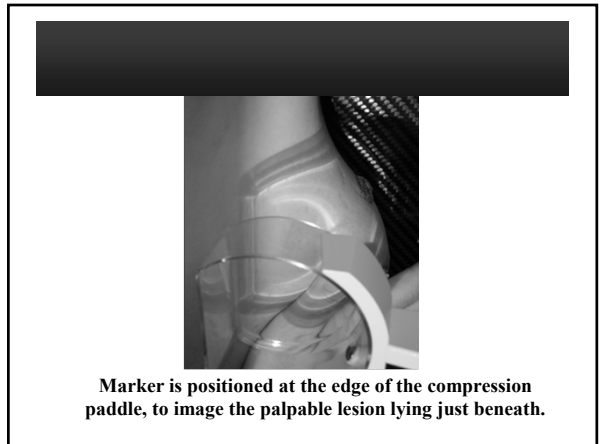 Marker is positioned at the edge of the compression
paddle, to image the palpable lesion lying just beneath.